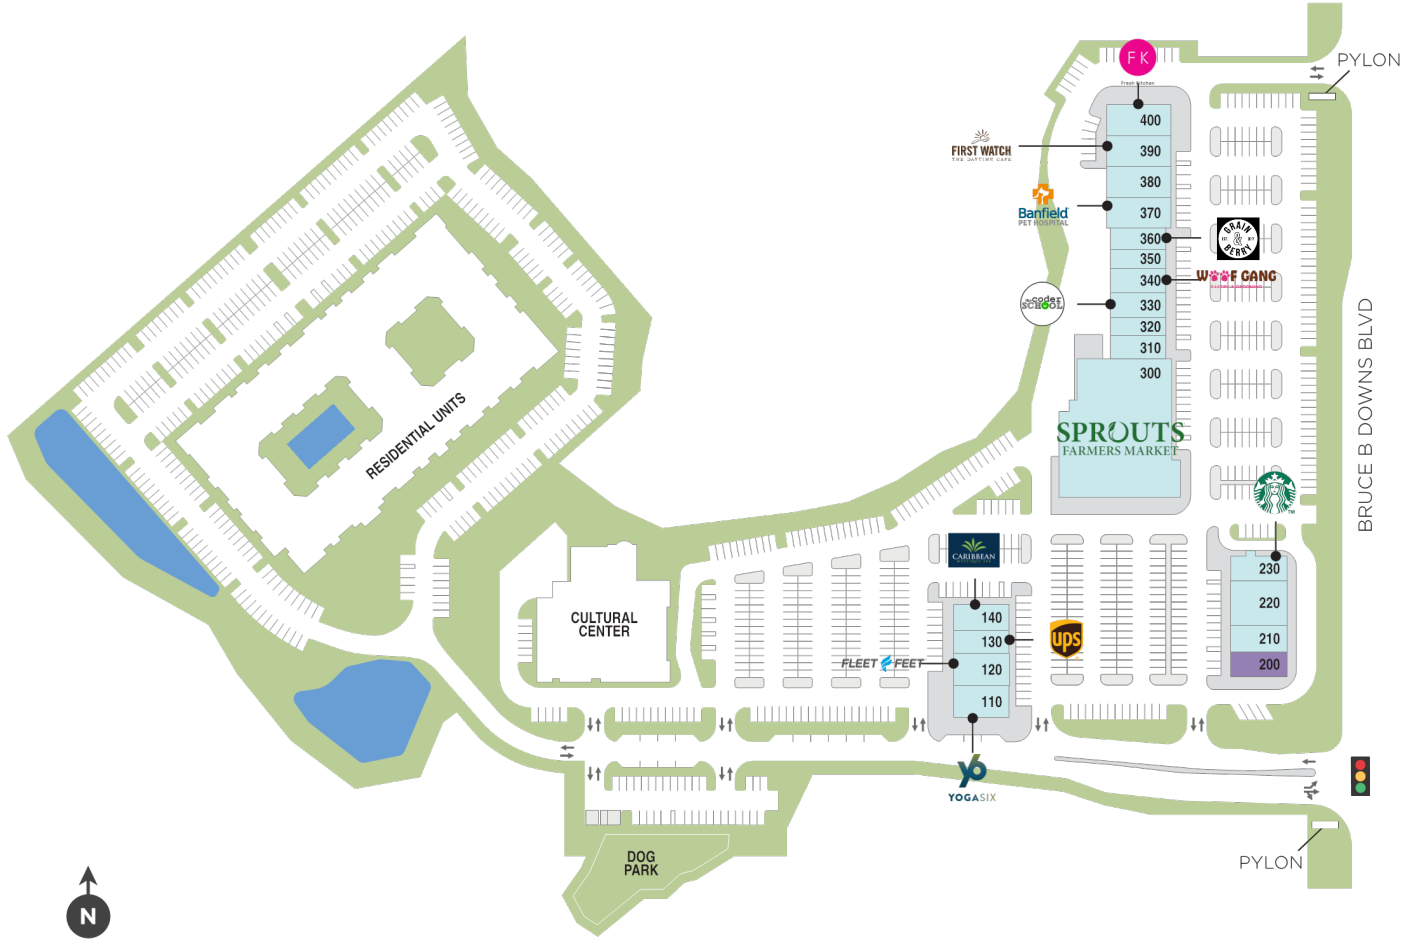 PYLON
F K
Fresh Kitchen
400
FIRST WATCH
THE DAYTIME CAFE
390
380
Banfield
PET HOSPITAL
370
360
GRAIN
&
BERRY
350
340
WOOF GANG
330
the coder
SCHOOL
320
310
300
SPROUTS
FARMERS MARKET
BRUCE B DOWNS BLVD
RESIDENTIAL UNITS
TM
CARIBBEAN
230
220
210
200
CULTURAL
CENTER
140
130
ups
FLEET FEET
120
110
YO
YOGASIX
DOG
PARK
PYLON
N